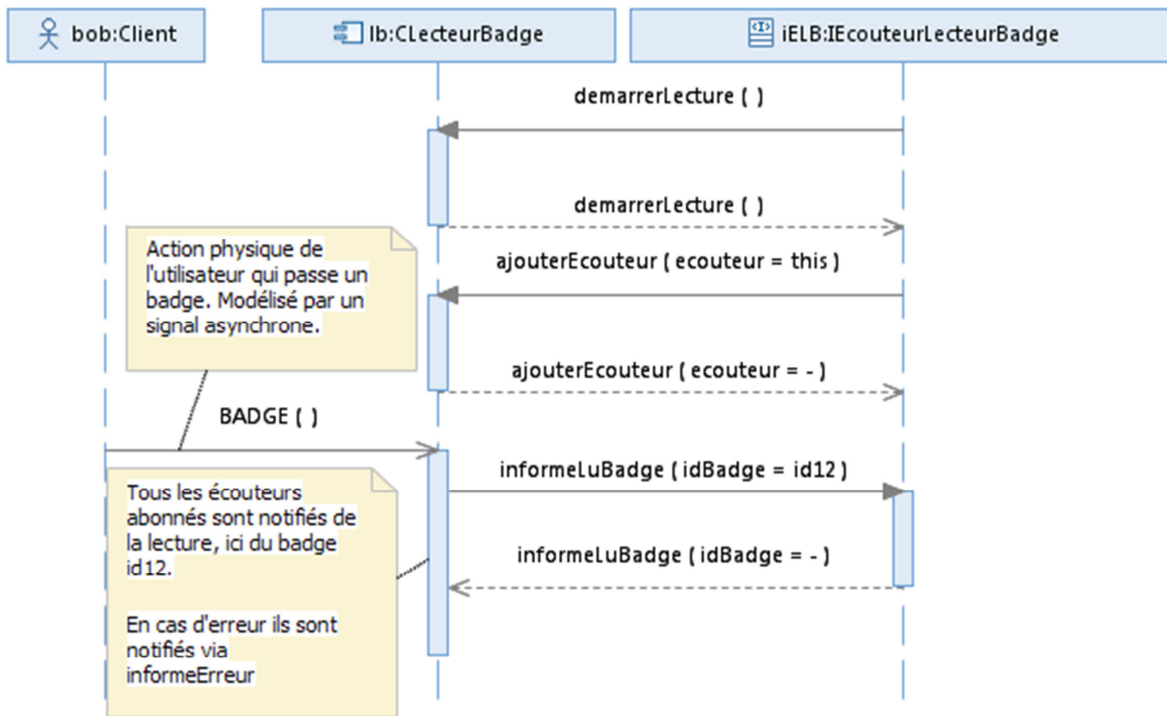 bob:Client
lb:CLecteurBadge
iELB:IEcouteurLecteurBadge
demarrerLecture ( )
demarrerLecture ( )
Action physique de
l'utilisateur qui passe un
badge. Modélisé par un
signal asynchrone.
ajouterEcouteur ( ecouteur = this )
ajouterEcouteur ( ecouteur = - )
BADGE ( )
informeLuBadge ( idBadge = id12 )
Tous les écouteurs
abonnés sont notifiés de
la lecture, ici du badge
id12.
En cas d'erreur ils sont
notifiés via
informeErreur
informeLuBadge ( idBadge = - )